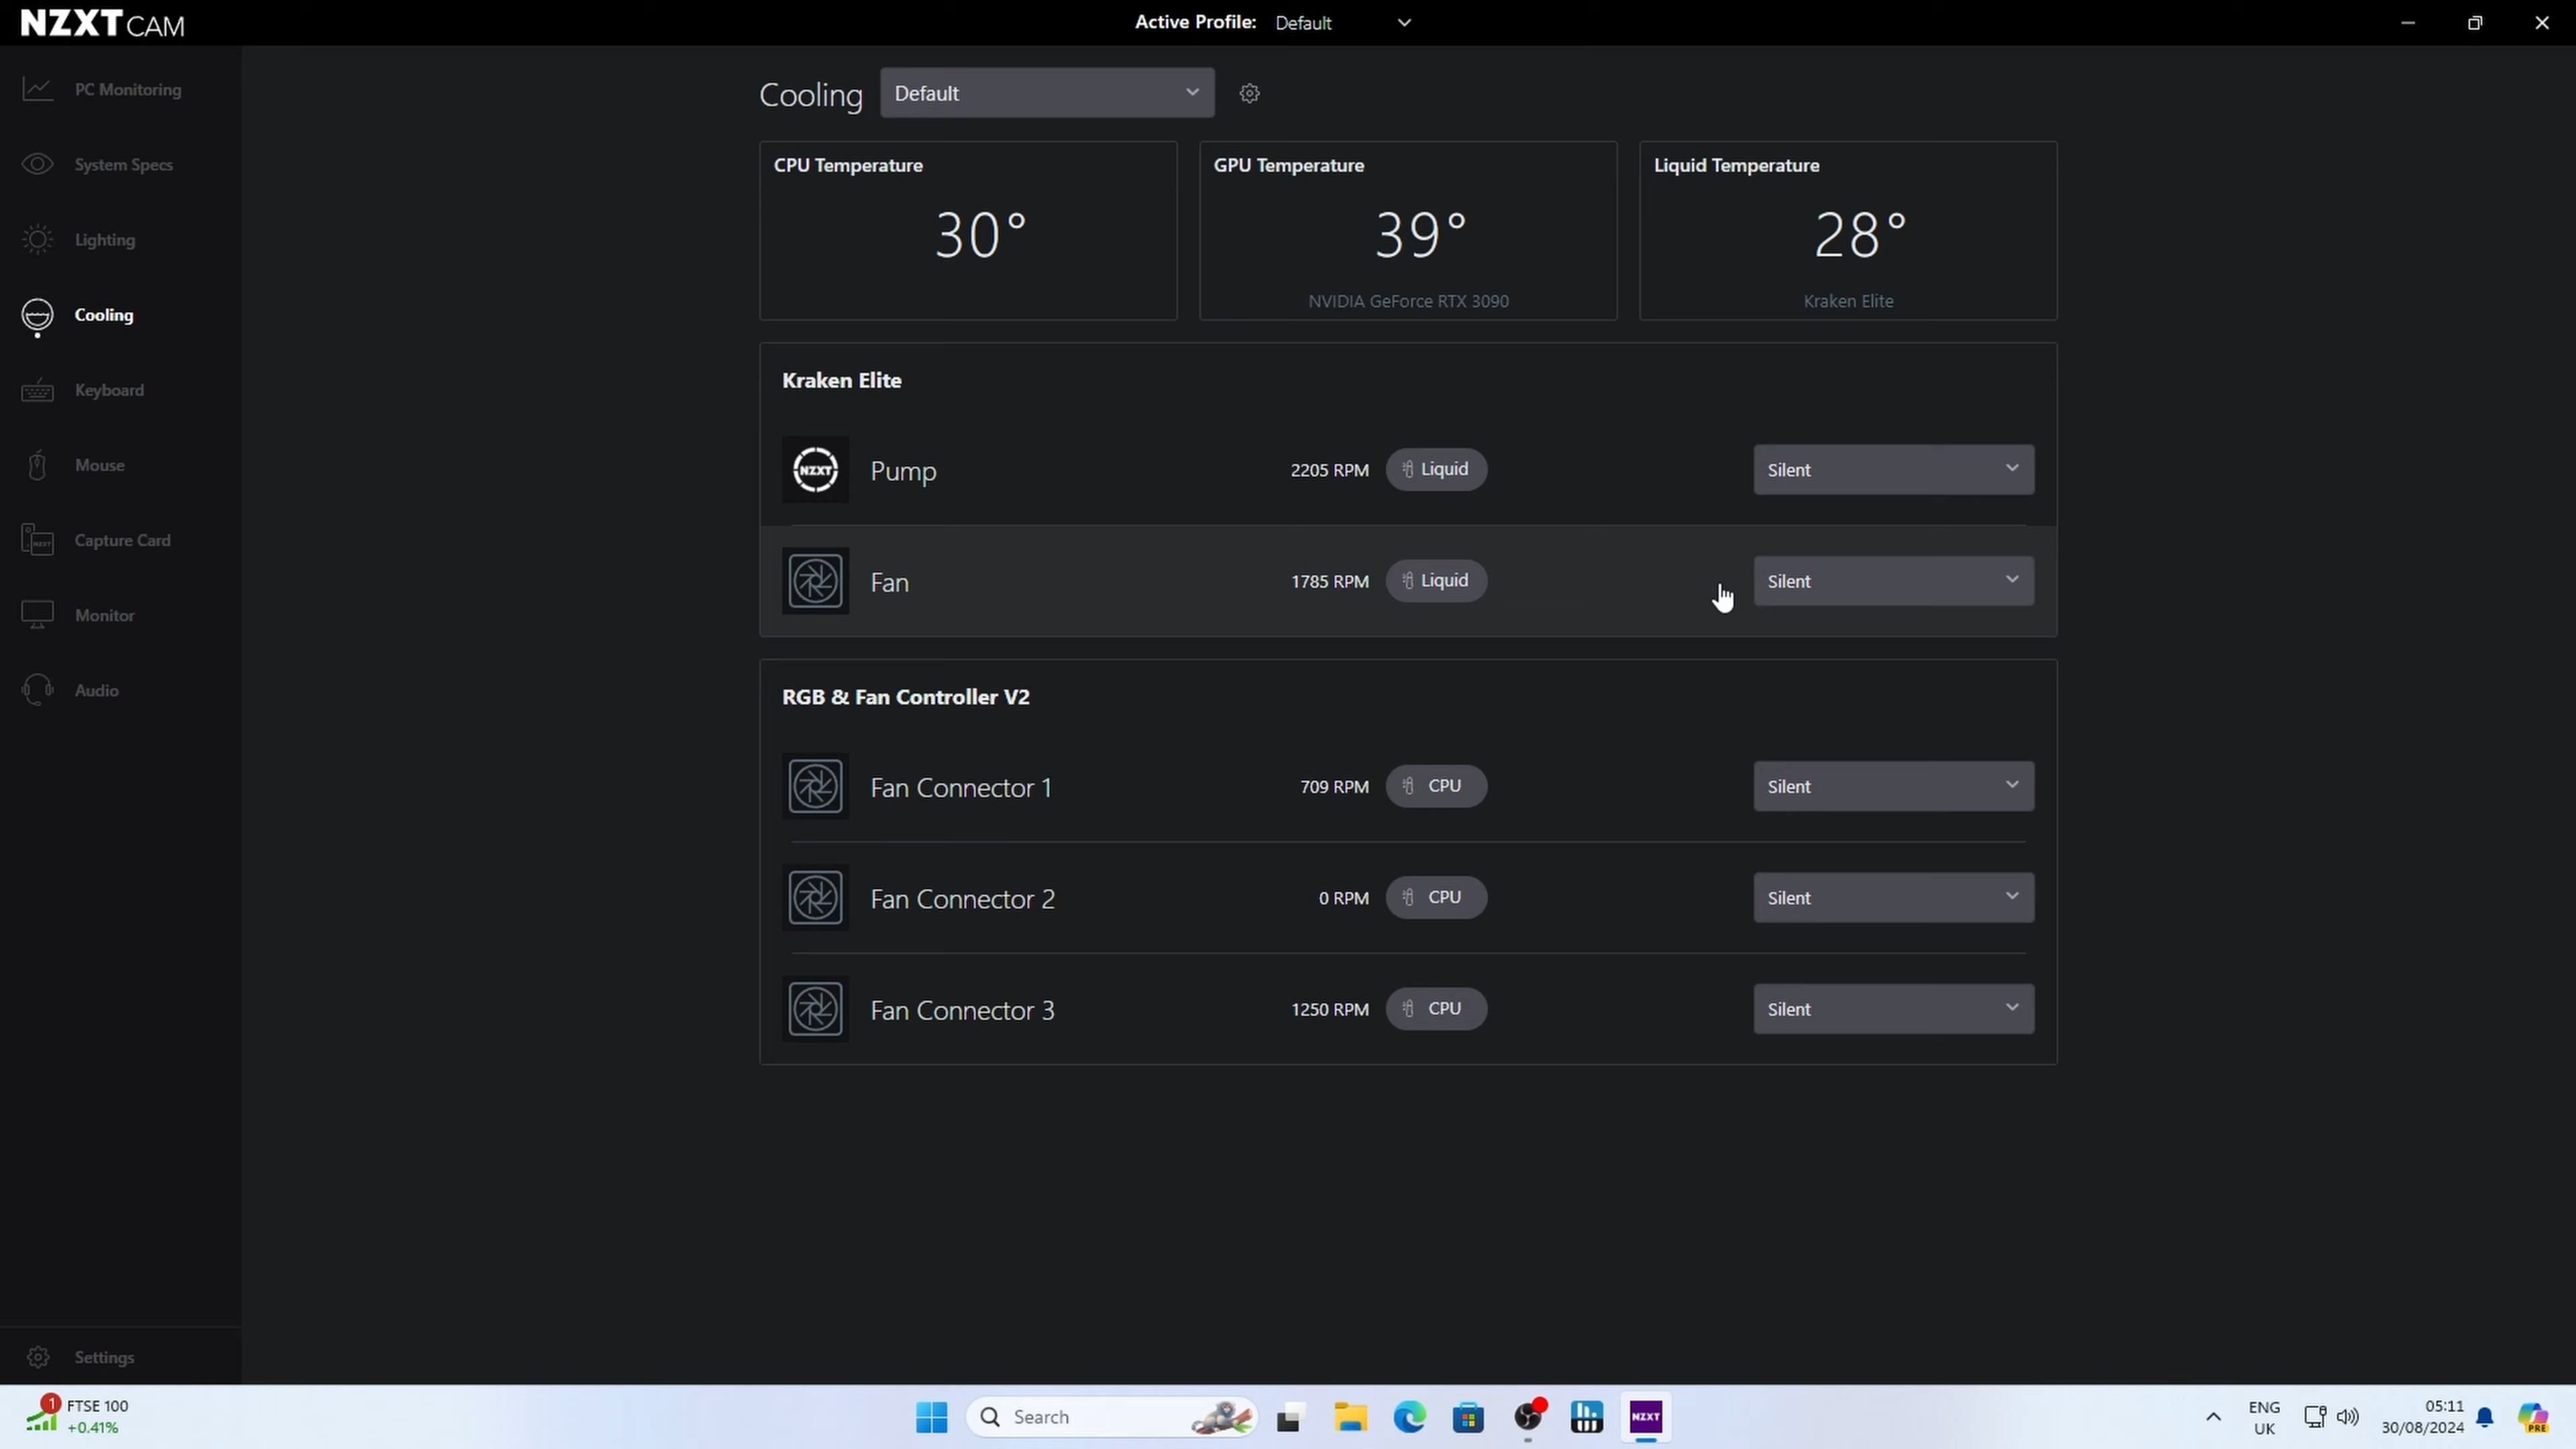 NZXT CAM
Active Profile: Default
PC Monitoring
System Specs
Lighting
Cooling
Keyboard
Mouse
Capture Card
Monitor
Audio
Settings
Cooling Default
CPU Temperature
30°
GPU Temperature
39°
NVIDIA GeForce RTX 3090
Liquid Temperature
28°
Kraken Elite
Kraken Elite
NZXT Pump 2205 RPM Liquid Silent
Fan 1785 RPM Liquid Silent
RGB & Fan Controller V2
Fan Connector 1 709 RPM CPU Silent
Fan Connector 2 0 RPM CPU Silent
Fan Connector 3 1250 RPM CPU Silent
1 FTSE 100
+0.41%
Search
NZXT
ENG
UK
05:11
30/08/2024
PRE